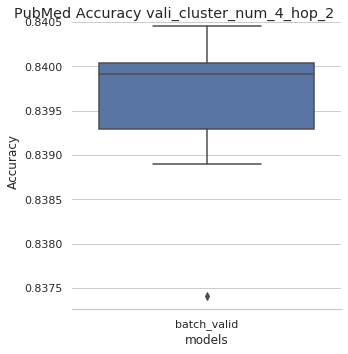 PubMed Accuracy vali_cluster_num_4_hop_2
0.8405
0.8400
0.8395
0.8390
0.8385
0.8380
0.8375
Accuracy
batch_valid
models